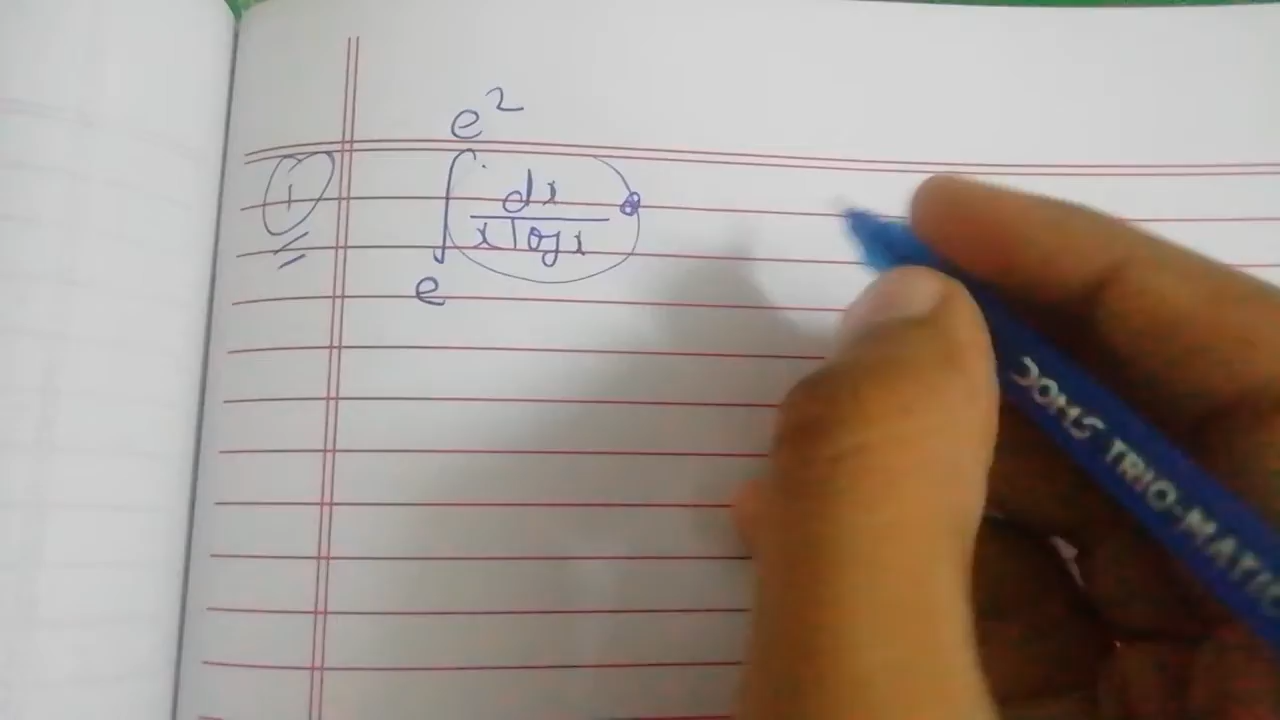 1
e²
∫ dx
x log x
e
DOMS TRIO-MATIC